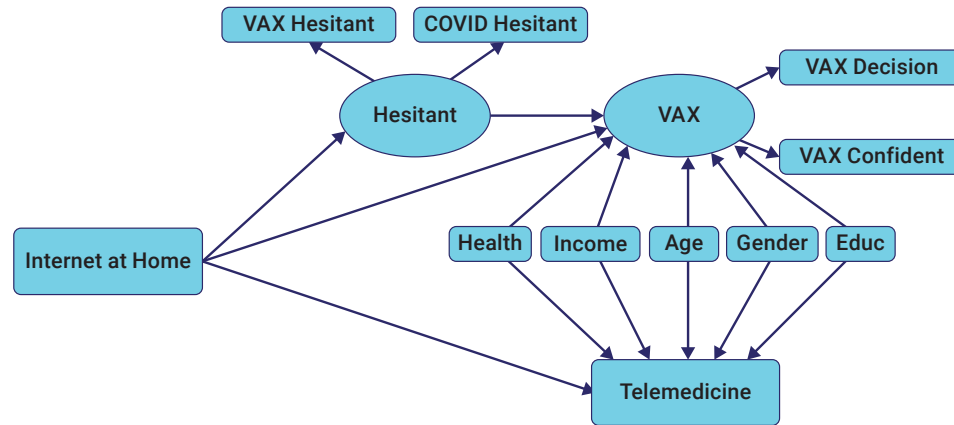 VAX Hesitant
COVID Hesitant
VAX Decision
Hesitant
VAX
VAX Confident
Health
Income
Age
Gender
Educ
Internet at Home
Telemedicine